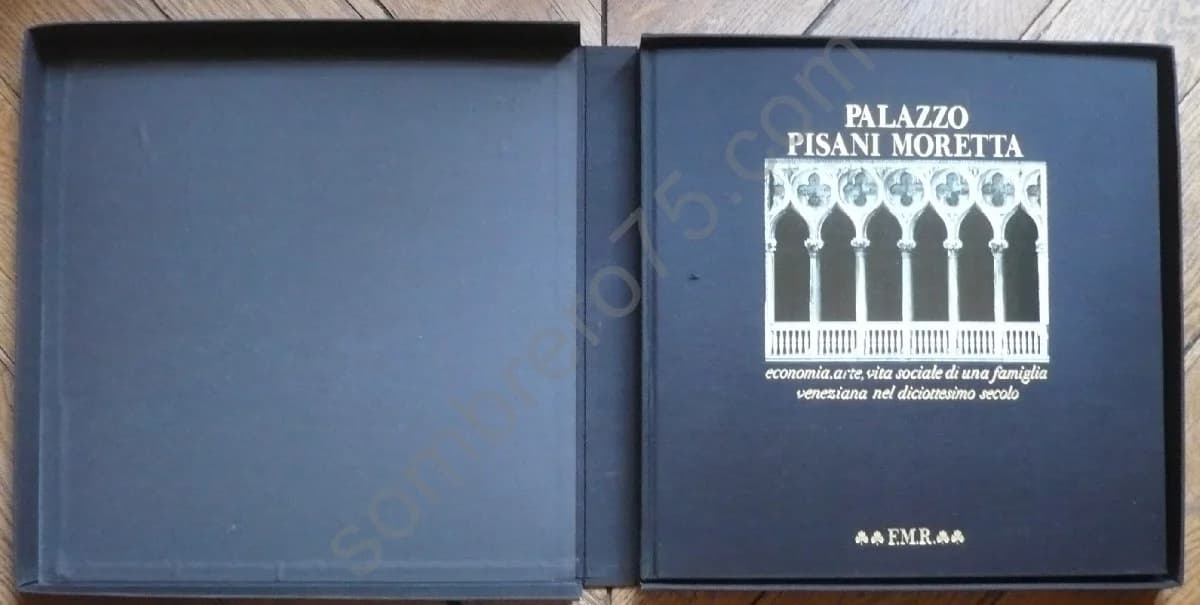 PALAZZO
PISANI MORETTA
economia, arte, vita sociale di una famiglia
veneziana nel diciottesimo secolo
F.M.R.
sombrero75.com